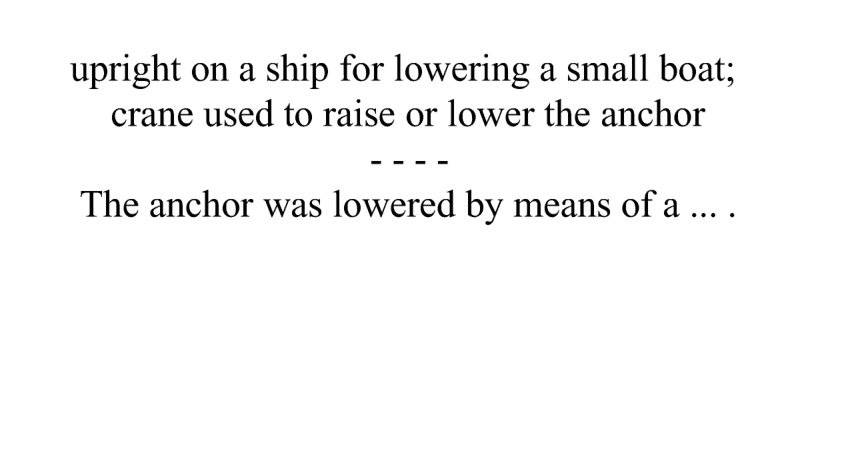 upright on a ship for lowering a small boat;
crane used to raise or lower the anchor
- - - -
The anchor was lowered by means of a ... .